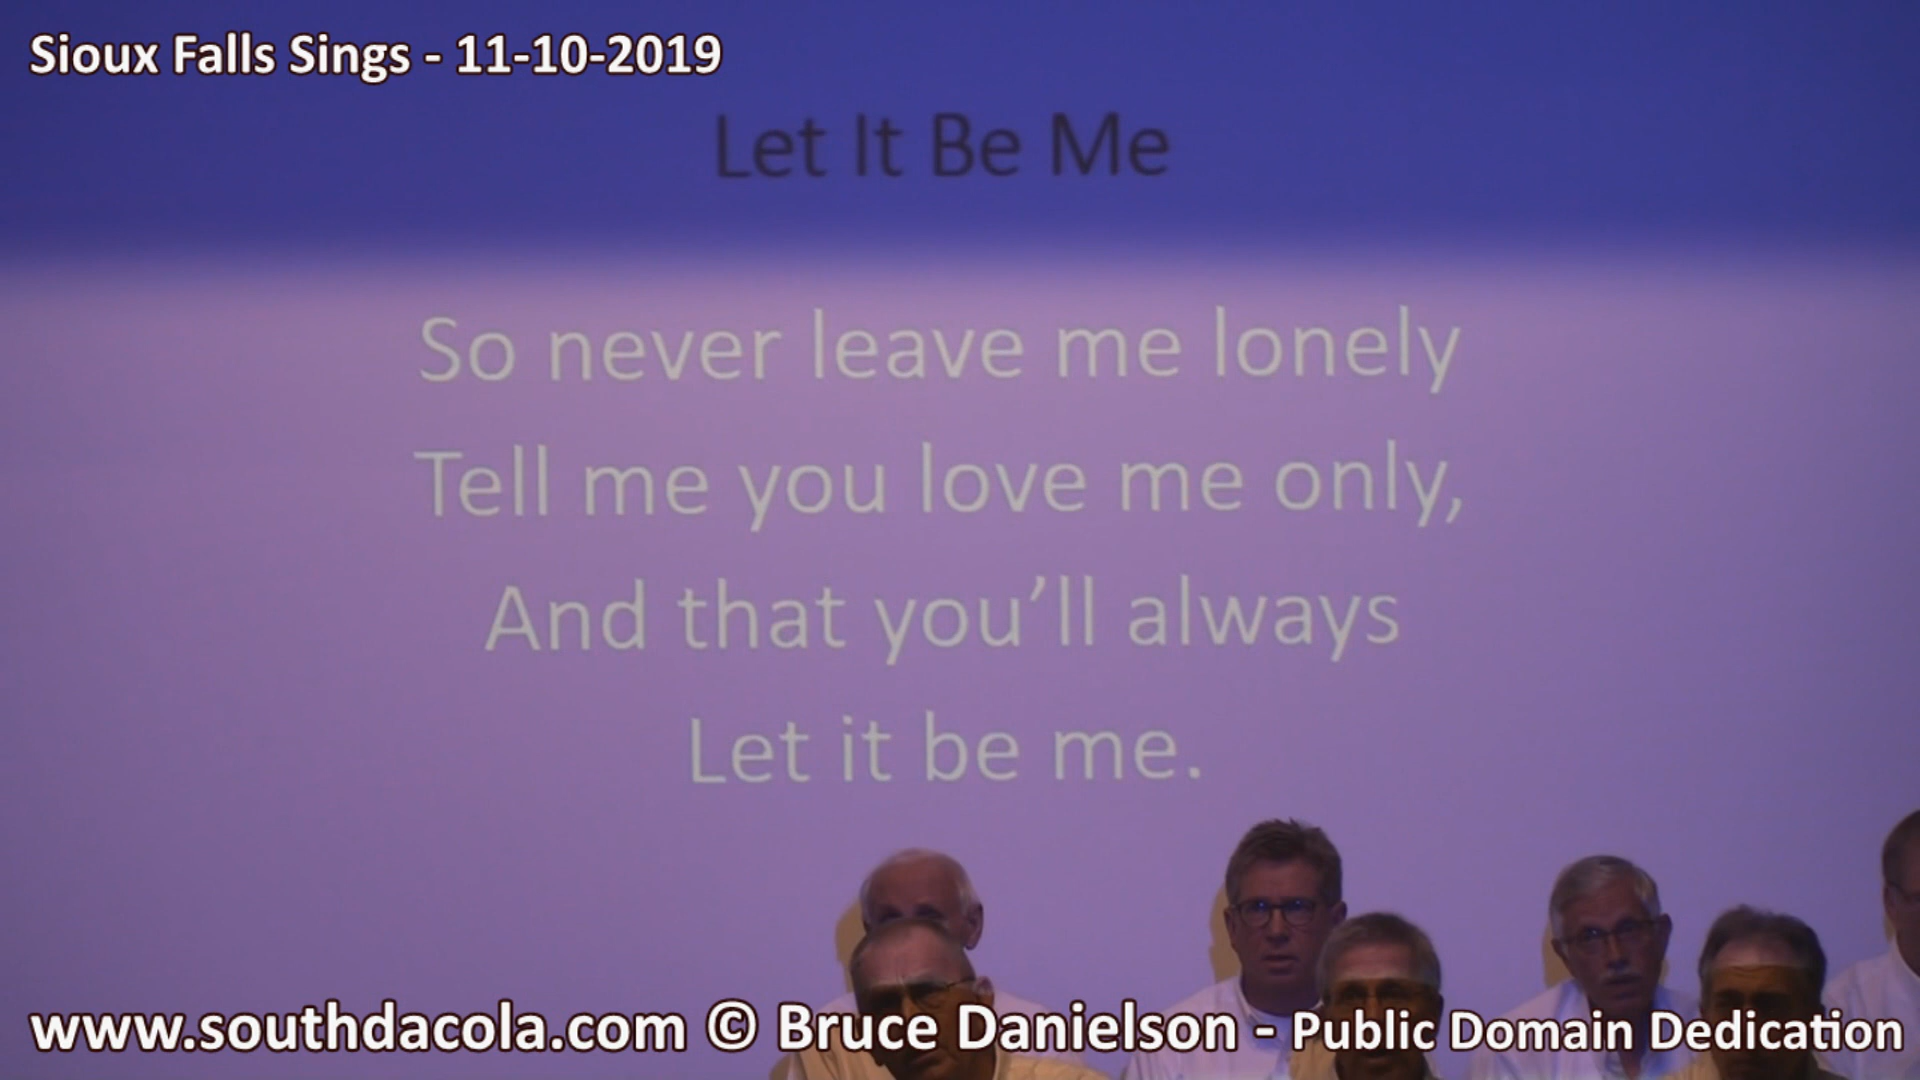 Sioux Falls Sings - 11-10-2019
Let It Be Me
So never leave me lonely
Tell me you love me only,
And that you’ll always
Let it be me.
www.southdacola.com © Bruce Danielson - Public Domain Dedication